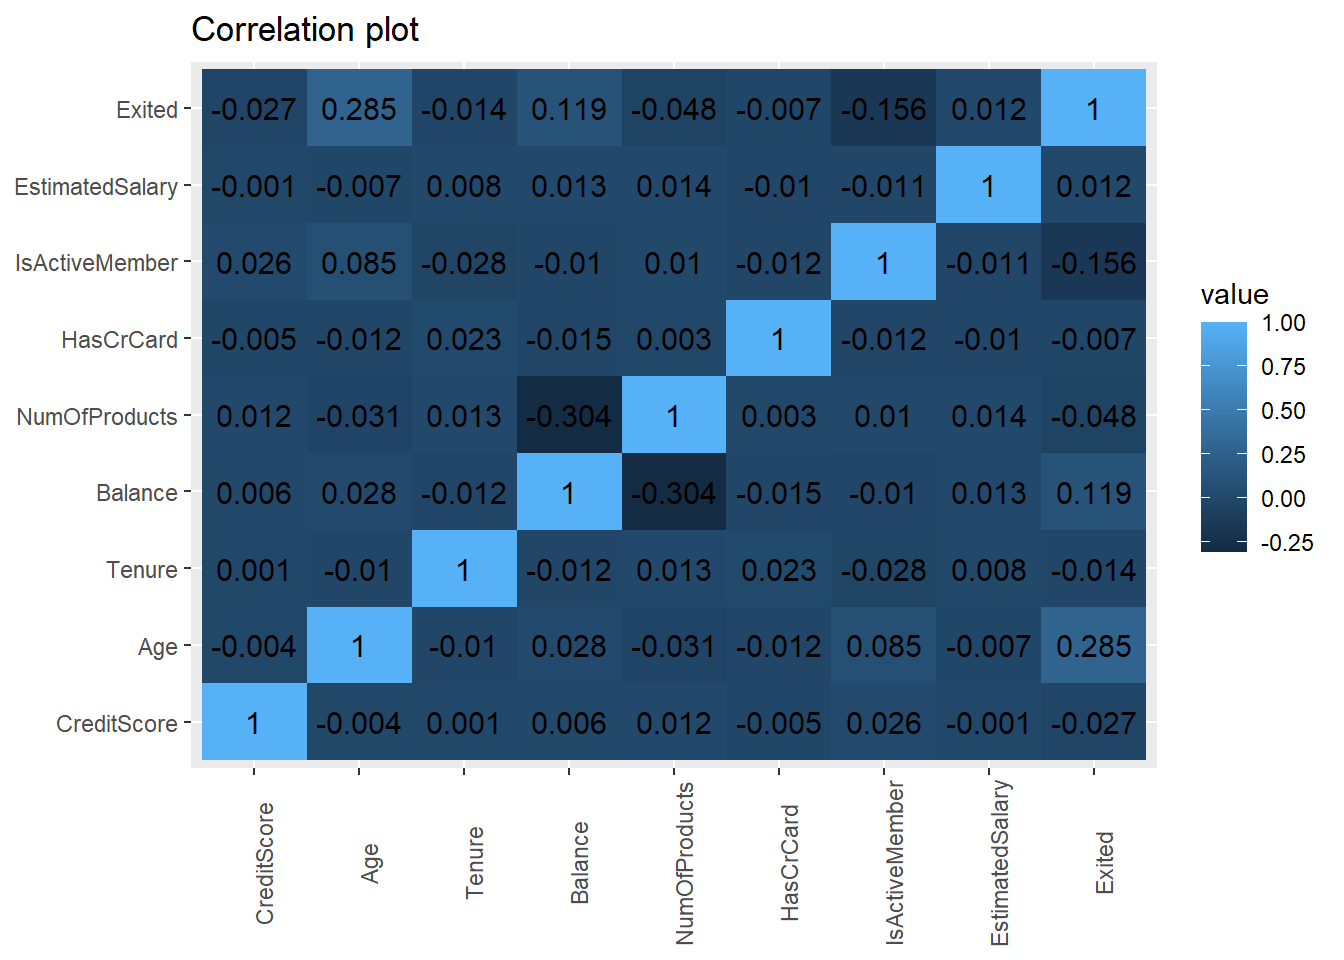 Correlation plot
Exited -0.027 0.285 -0.014 0.119 -0.048 -0.007 -0.156 0.012 1
EstimatedSalary -0.001 -0.007 0.008 0.013 0.014 -0.01 -0.011 1 0.012
IsActiveMember 0.026 0.085 -0.028 -0.01 0.01 -0.012 1 -0.011 -0.156
HasCrCard -0.005 -0.012 0.023 -0.015 0.003 1 -0.012 -0.01 -0.007
NumOfProducts 0.012 -0.031 0.013 -0.304 1 0.003 0.01 0.014 -0.048
Balance 0.006 0.028 -0.012 1 -0.304 -0.015 -0.01 0.013 0.119
Tenure 0.001 -0.01 1 -0.012 0.013 0.023 -0.028 0.008 -0.014
Age -0.004 1 -0.01 0.028 -0.031 -0.012 0.085 -0.007 0.285
CreditScore 1 -0.004 0.001 0.006 0.012 -0.005 0.026 -0.001 -0.027
CreditScore
Age
Tenure
Balance
NumOfProducts
HasCrCard
IsActiveMember
EstimatedSalary
Exited
value
1.00
0.75
0.50
0.25
0.00
-0.25